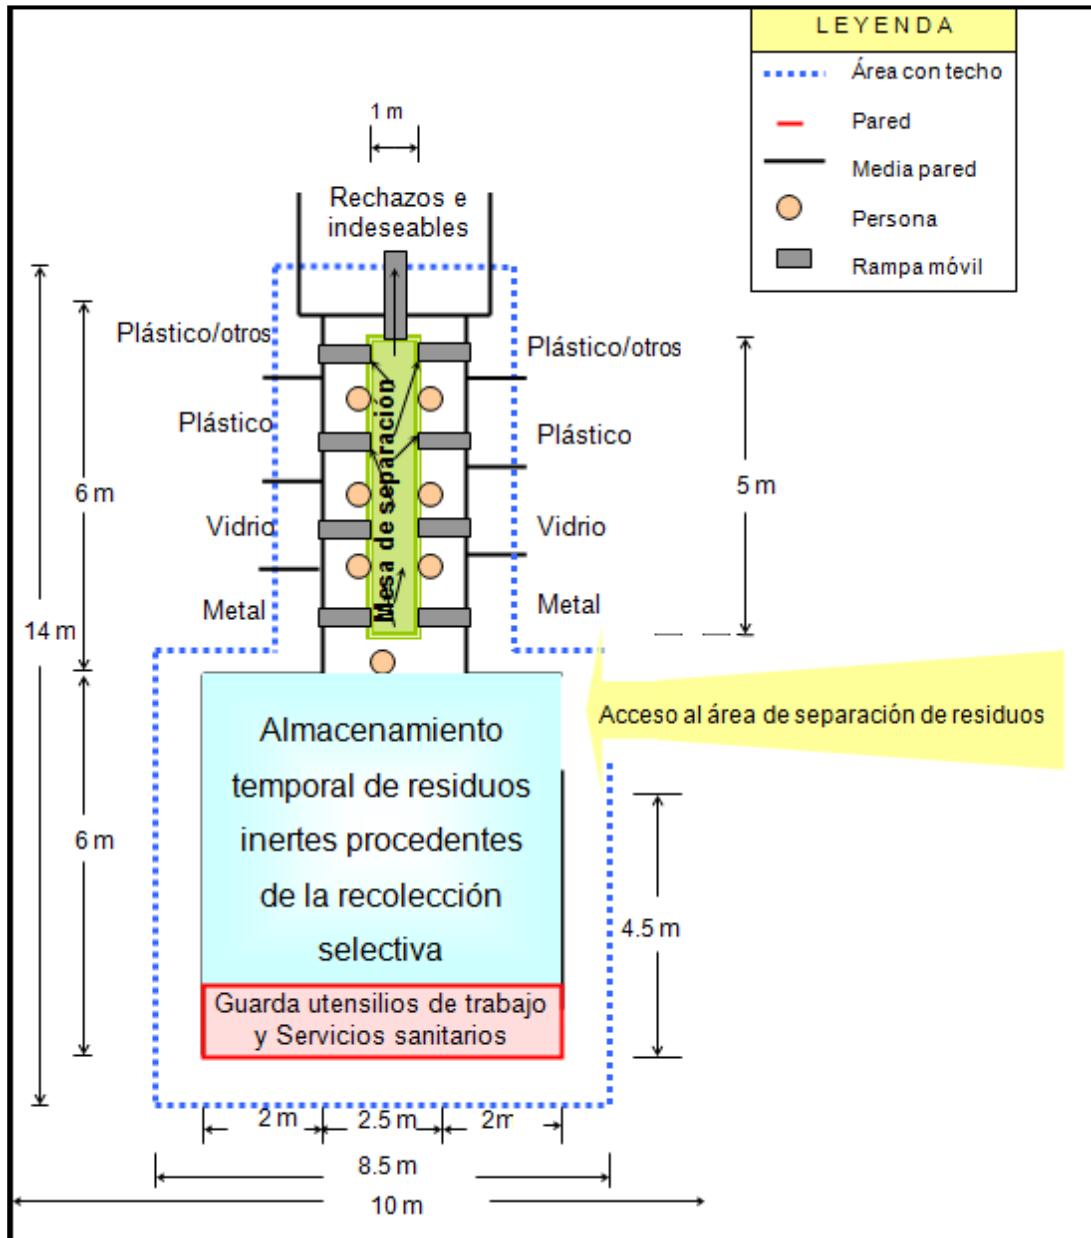 LEYENDA
Área con techo
Pared
Media pared
Persona
Rampa móvil
1 m
Rechazos e
indeseables
Plástico/otros
Plástico/otros
Plástico
Plástico
Vidrio
Vidrio
Metal
Metal
Mesa de separación
6 m
5 m
14 m
Acceso al área de separación de residuos
Almacenamiento
temporal de residuos
inertes procedentes
de la recolección
selectiva
6 m
4.5 m
Guarda utensilios de trabajo
y Servicios sanitarios
2 m
2.5 m
2m
8.5 m
10 m